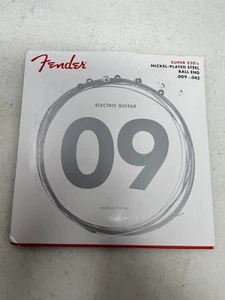 Fender
SUPER 250's
NICKEL-PLATED STEEL
BALL END
.009 -.042
ELECTRIC GUITAR
09